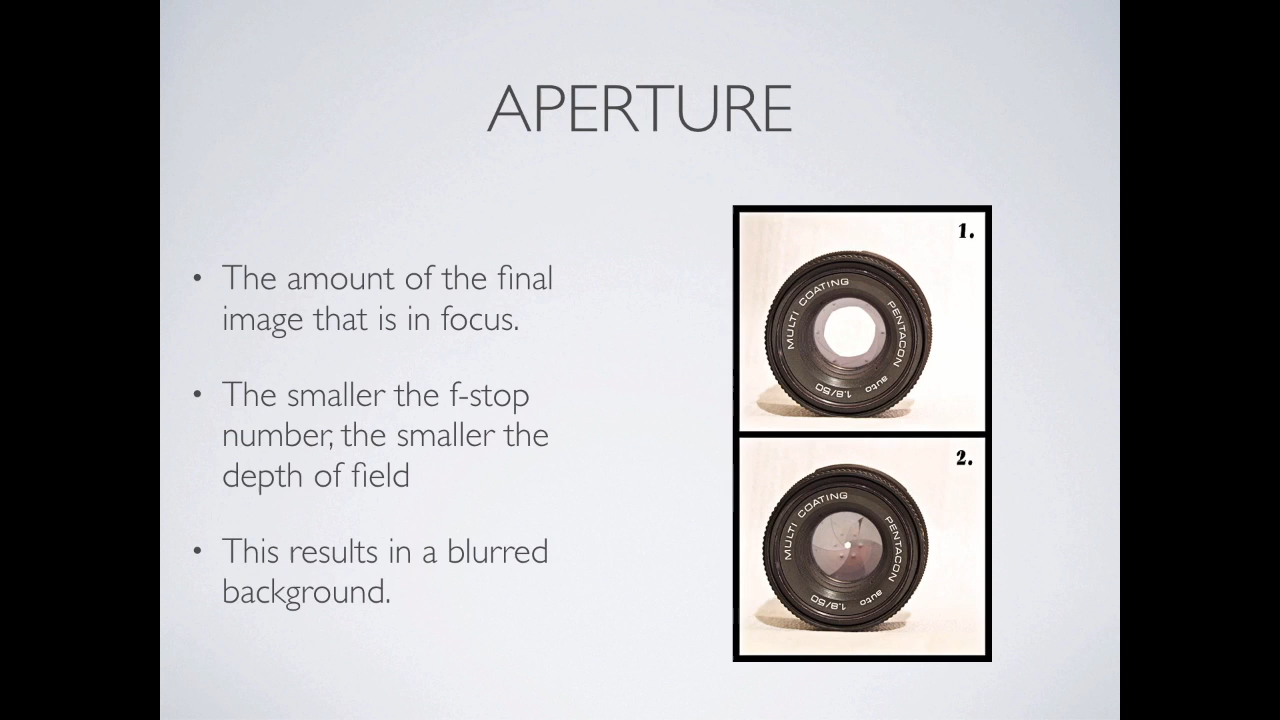 APERTURE
• The amount of the final
image that is in focus.
• The smaller the f-stop
number, the smaller the
depth of field
• This results in a blurred
background.
1.
MULTI COATING
PENTACON auto 1.8/50
2.
MULTI COATING
PENTACON auto 1.8/50